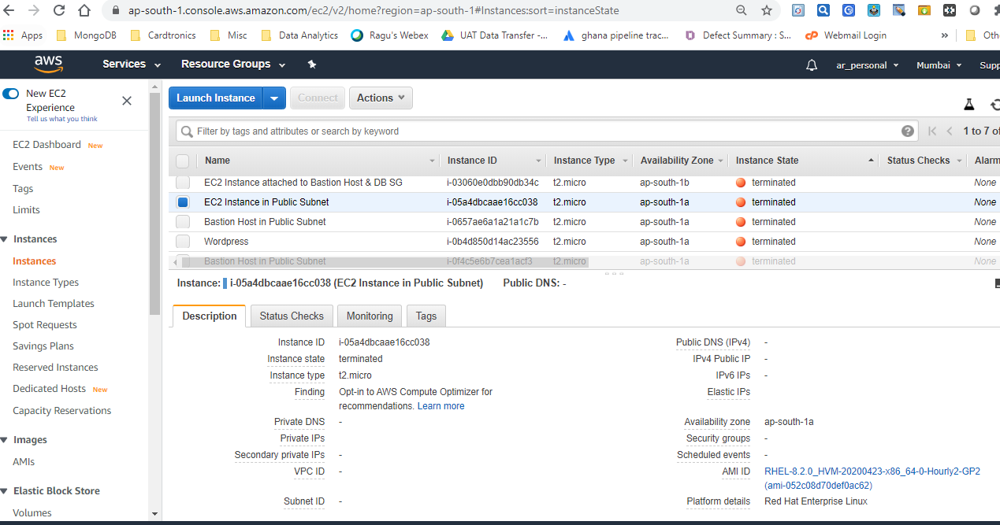 ap-south-1.console.aws.amazon.com/ec2/v2/home?region=ap-south-1#Instances:sort=instanceState
Apps MongoDB Cardtronics Misc Data Analytics Ragu's Webex UAT Data Transfer -... ghana pipeline trac... Defect Summary : S... cP Webmail Login » Othe
aws Services Resource Groups ar_personal Mumbai Supp
New EC2
Experience
Tell us what you think
EC2 Dashboard New
Events New
Tags
Limits
Instances
Instances
Instance Types
Launch Templates
Spot Requests
Savings Plans
Reserved Instances
Dedicated Hosts New
Capacity Reservations
Images
AMIs
Elastic Block Store
Volumes
Launch Instance Connect Actions
Filter by tags and attributes or search by keyword ? 1 to 7 of
Name Instance ID Instance Type Availability Zone Instance State Status Checks Alarm
EC2 Instance attached to Bastion Host & DB SG i-03060e0dbb90db34c t2.micro ap-south-1b terminated None
EC2 Instance in Public Subnet i-05a4dbcaae16cc038 t2.micro ap-south-1a terminated None
Bastion Host in Public Subnet i-0657ae6a1a21a1c7b t2.micro ap-south-1a terminated None
Wordpress i-0b4d850d14ac23556 t2.micro ap-south-1a terminated None
Bastion Host in Public Subnet i-0f4c5e6b7cea1acf3 t2.micro ap-south-1a terminated None
Instance: i-05a4dbcaae16cc038 (EC2 Instance in Public Subnet) Public DNS: -
Description Status Checks Monitoring Tags
Instance ID i-05a4dbcaae16cc038 Public DNS (IPv4) -
Instance state terminated IPv4 Public IP -
Instance type t2.micro IPv6 IPs -
Finding Opt-in to AWS Compute Optimizer for Elastic IPs
recommendations. Learn more
Private DNS - Availability zone ap-south-1a
Private IPs Security groups -
Secondary private IPs - Scheduled events -
VPC ID - AMI ID RHEL-8.2.0_HVM-20200423-x86_64-0-Hourly2-GP2
(ami-052c08d70def0ac62)
Subnet ID - Platform details Red Hat Enterprise Linux